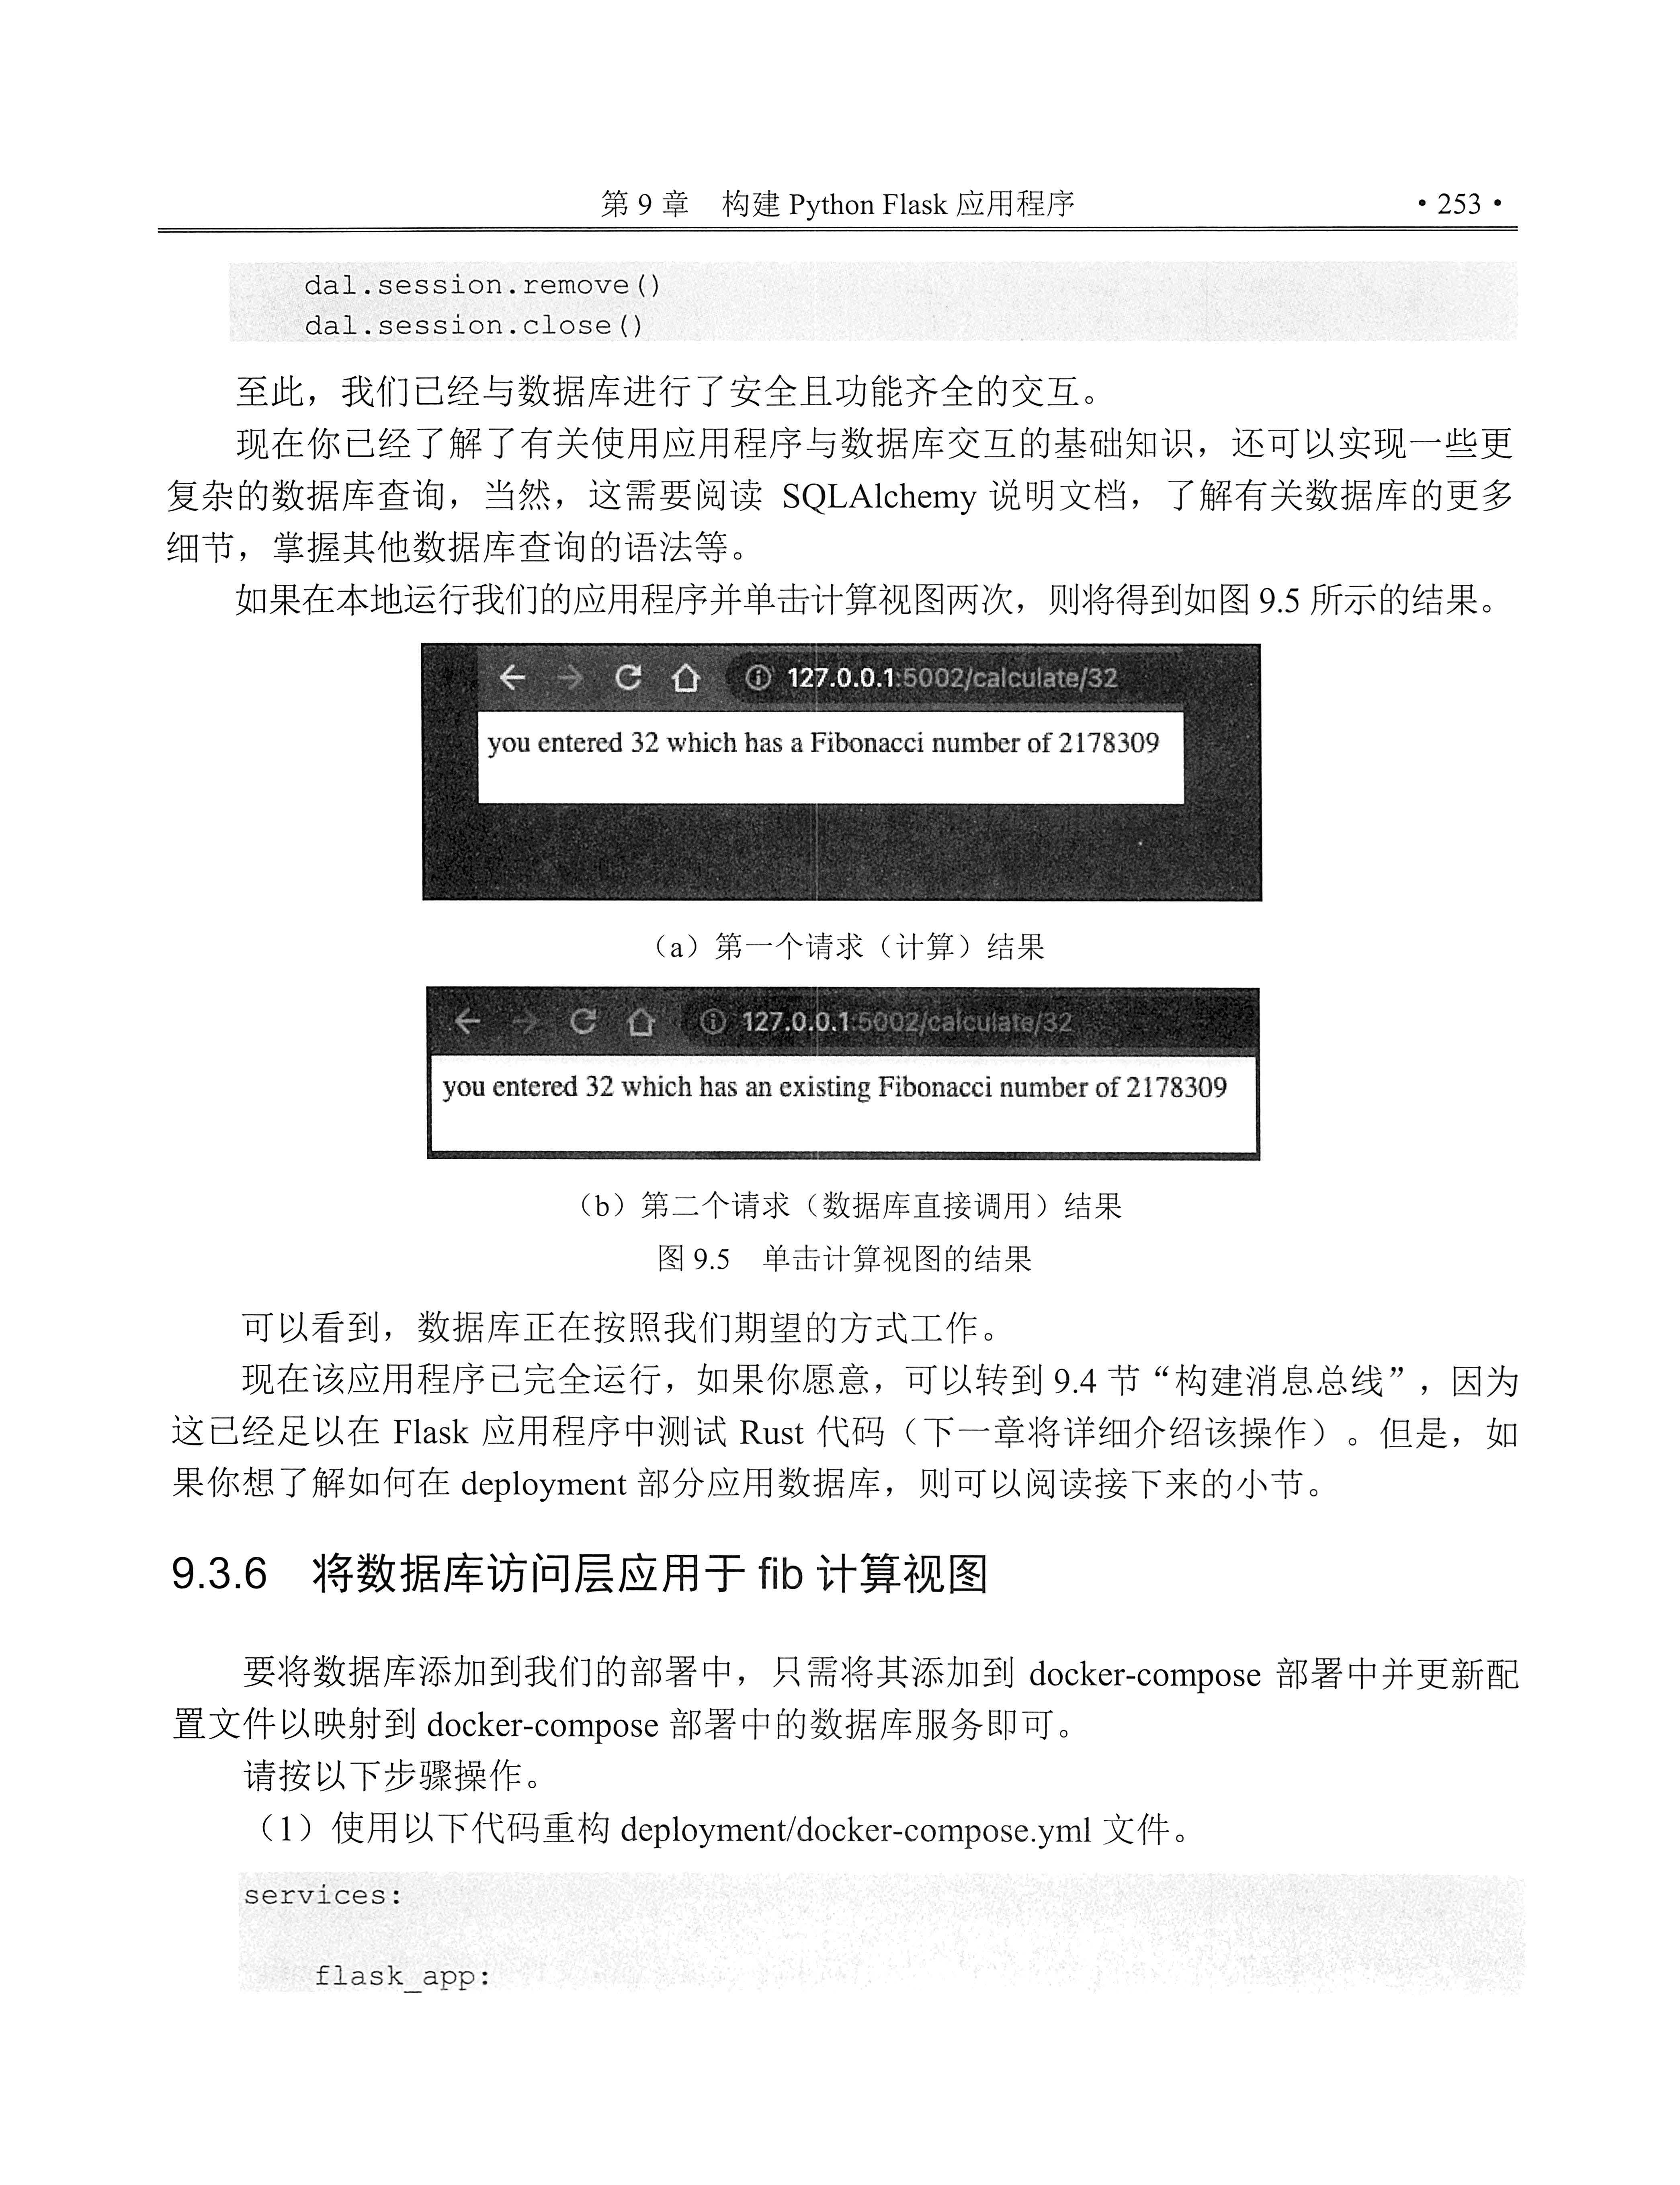 第 9 章　构建 Python Flask 应用程序　• 253 •
dal.session.remove()
dal.session.close()
至此，我们已经与数据库进行了安全且功能齐全的交互。
现在你已经了解了有关使用应用程序与数据库交互的基础知识，还可以实现一些更
复杂的数据库查询，当然，这需要阅读 SQLAlchemy 说明文档，了解有关数据库的更多
细节，掌握其他数据库查询的语法等。
如果在本地运行我们的应用程序并单击计算视图两次，则将得到如图 9.5 所示的结果。
127.0.0.1:5002/calculate/32
you entered 32 which has a Fibonacci number of 2178309
（a）第一个请求（计算）结果
127.0.0.1:5002/calculate/32
you entered 32 which has an existing Fibonacci number of 2178309
（b）第二个请求（数据库直接调用）结果
图 9.5　单击计算视图的结果
可以看到，数据库正在按照我们期望的方式工作。
现在该应用程序已完全运行，如果你愿意，可以转到 9.4 节“构建消息总线”，因为
这已经足以在 Flask 应用程序中测试 Rust 代码（下一章将详细介绍该操作）。但是，如
果你想了解如何在 deployment 部分应用数据库，则可以阅读接下来的小节。
9.3.6　将数据库访问层应用于 fib 计算视图
要将数据库添加到我们的部署中，只需将其添加到 docker-compose 部署中并更新配
置文件以映射到 docker-compose 部署中的数据库服务即可。
请按以下步骤操作。
（1）使用以下代码重构 deployment/docker-compose.yml 文件。
services:
flask_app: